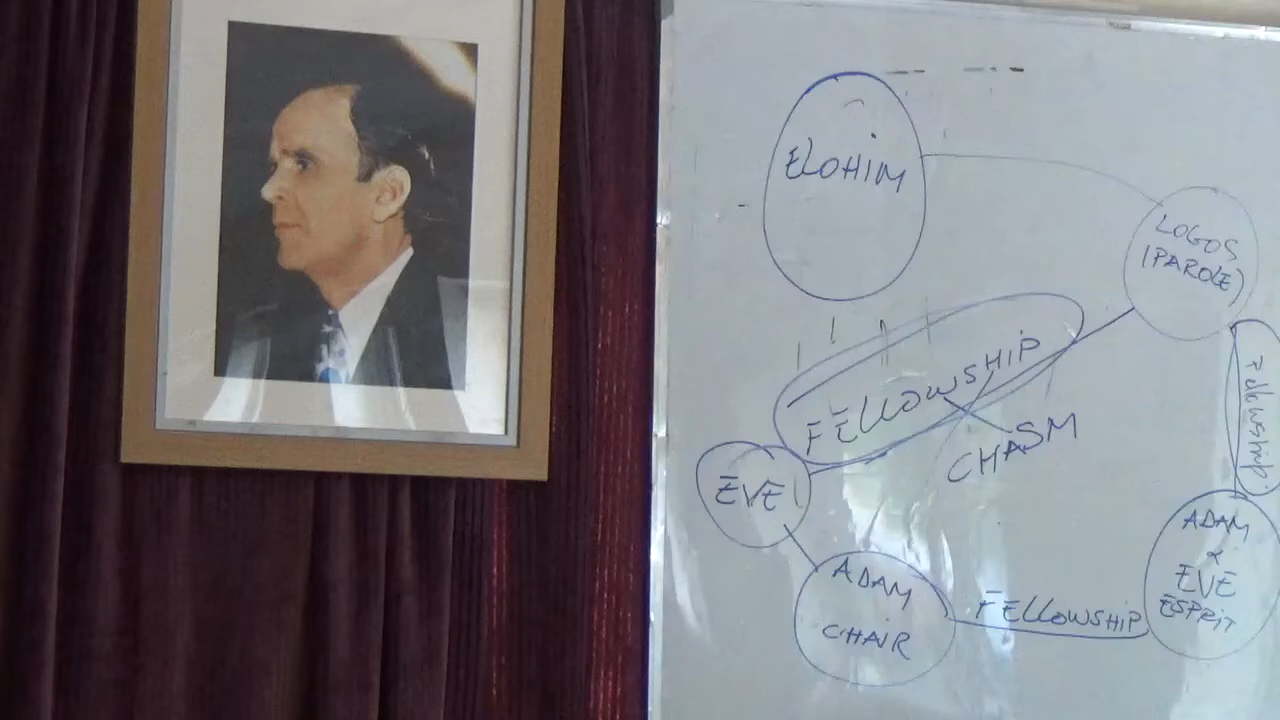 ELOHIM
LOGOS
(PAROLE)
FELLOWSHIP
CHASM
Fellowship
EVE
ADAM
CHAIR
FELLOWSHIP
ADAM
&
EVE
ESPRIT